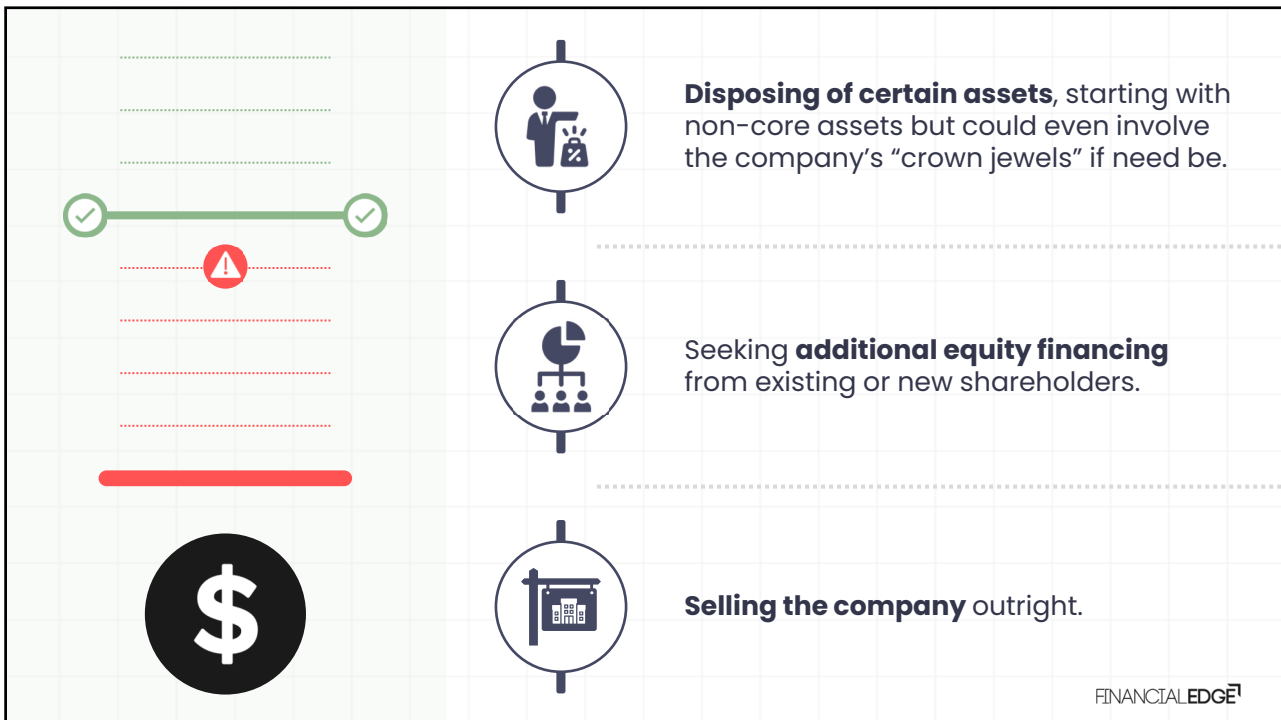 Disposing of certain assets, starting with
non-core assets but could even involve
the company’s “crown jewels” if need be.
Seeking additional equity financing
from existing or new shareholders.
Selling the company outright.
$
FINANCIALEDGE